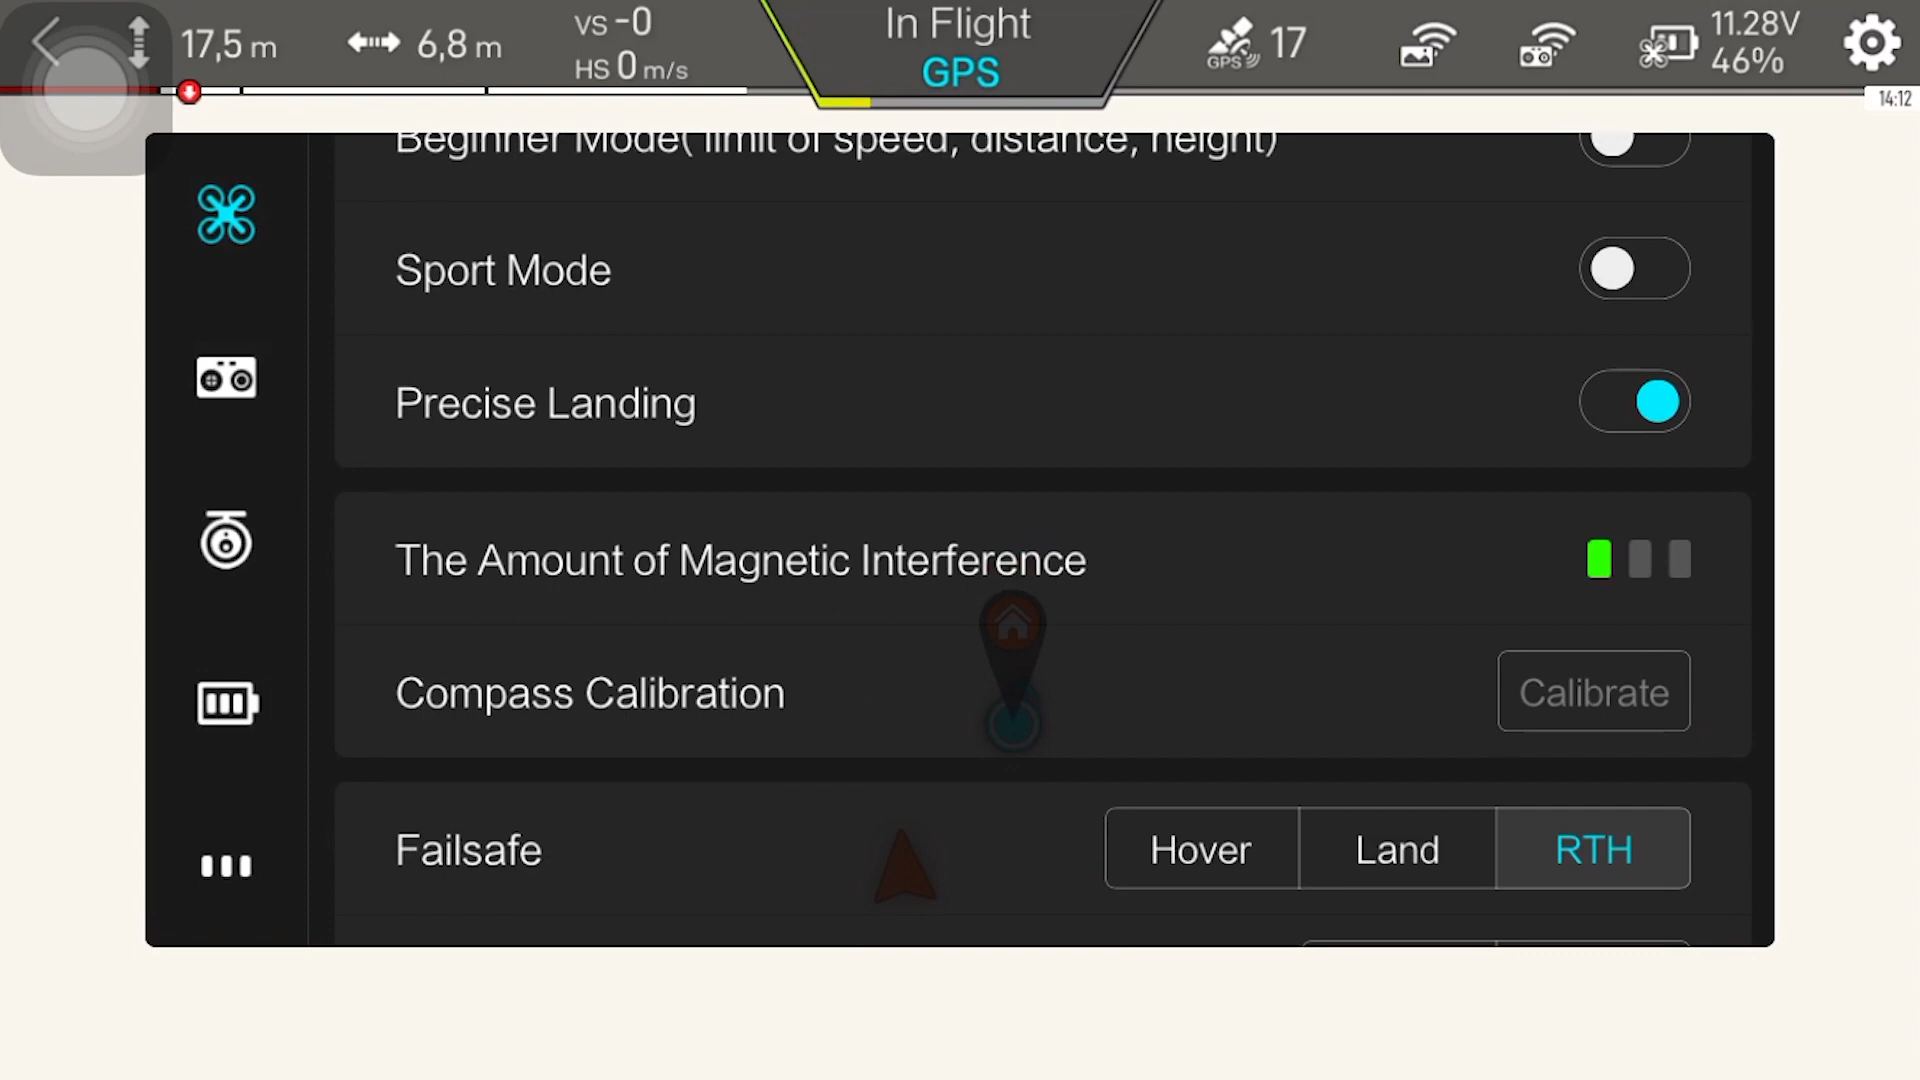 17,5 m
6,8 m
VS -0
HS 0 m/s
In Flight
GPS
GPS 17
11.28V
46%
14:12
Beginner Mode( limit of speed, distance, height)
Sport Mode
Precise Landing
The Amount of Magnetic Interference
Compass Calibration
Calibrate
Failsafe
Hover
Land
RTH